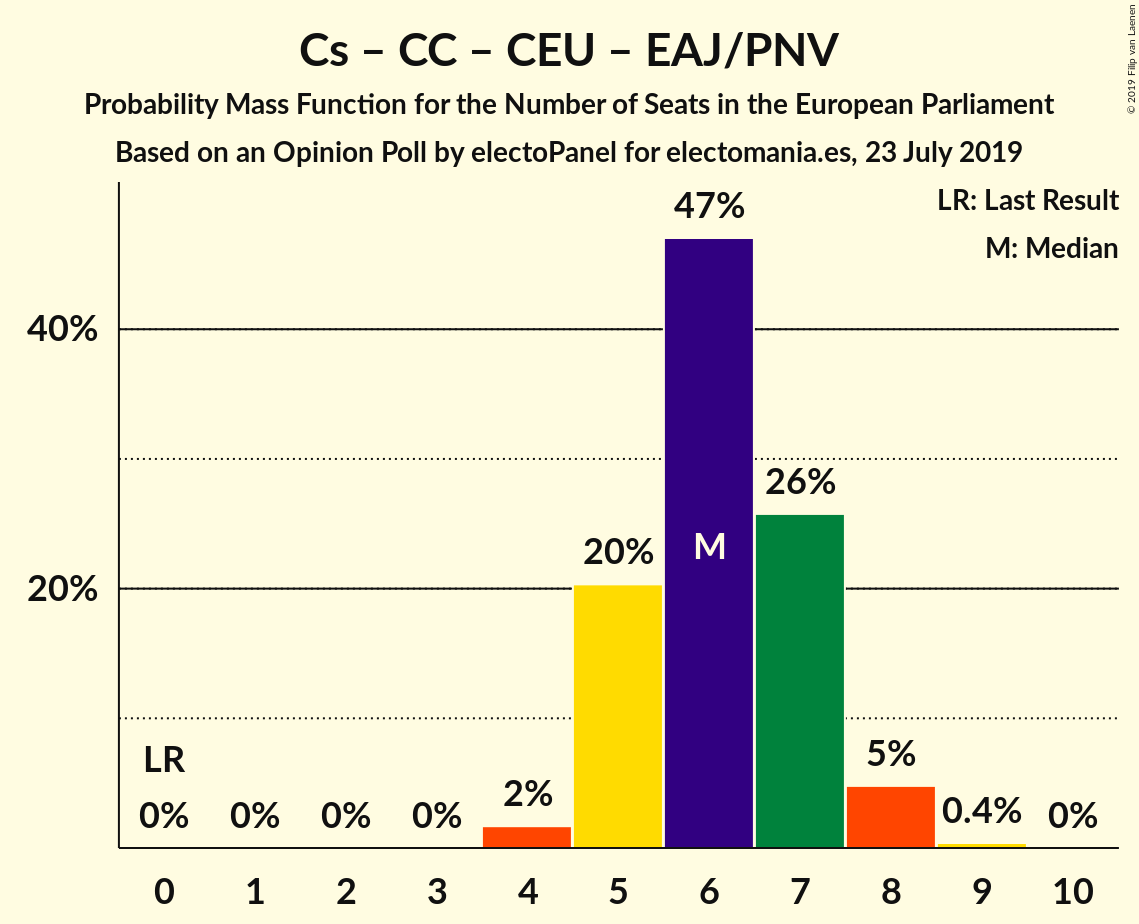 Cs – CC – CEU – EAJ/PNV
Probability Mass Function for the Number of Seats in the European Parliament
Based on an Opinion Poll by electoPanel for electomania.es, 23 July 2019
© 2019 Filip van Laenen
LR: Last Result
M: Median
47%
40%
26%
20%
M
20%
LR
5%
2%
0.4%
0% 0% 0% 0% 0%
0 1 2 3 4 5 6 7 8 9 10